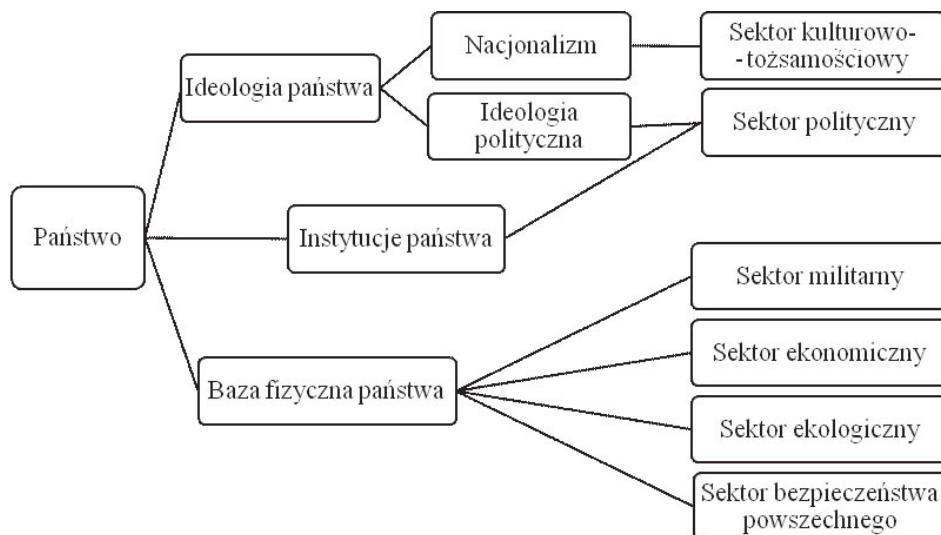 Nacjonalizm
Sektor kulturowo-
-tożsamościowy
Ideologia państwa
Ideologia
polityczna
Sektor polityczny
Państwo
Instytucje państwa
Sektor militarny
Sektor ekonomiczny
Baza fizyczna państwa
Sektor ekologiczny
Sektor bezpieczeństwa
powszechnego